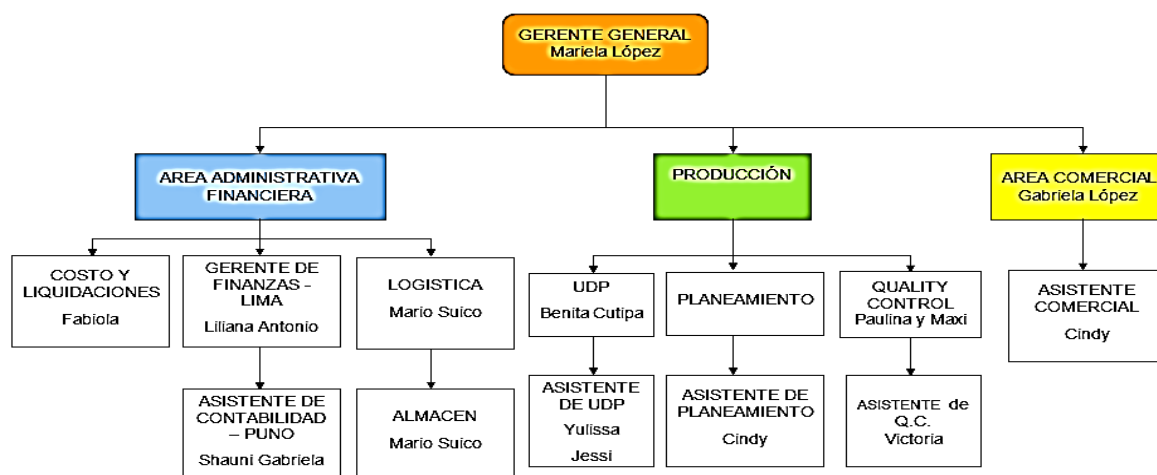 GERENTE GENERAL
Mariela López
AREA ADMINISTRATIVA
FINANCIERA
PRODUCCIÓN
AREA COMERCIAL
Gabriela López
COSTO Y
LIQUIDACIONES
Fabiola
GERENTE DE
FINANZAS -
LIMA
Liliana Antonio
LOGISTICA
Mario Suico
UDP
Benita Cutipa
PLANEAMIENTO
QUALITY
CONTROL
Paulina y Maxi
ASISTENTE
COMERCIAL
Cindy
ASISTENTE DE
CONTABILIDAD
– PUNO
Shauni Gabriela
ALMACEN
Mario Suico
ASISTENTE
DE UDP
Yulissa
Jessi
ASISTENTE DE
PLANEAMIENTO
Cindy
ASISTENTE de
Q.C.
Victoria